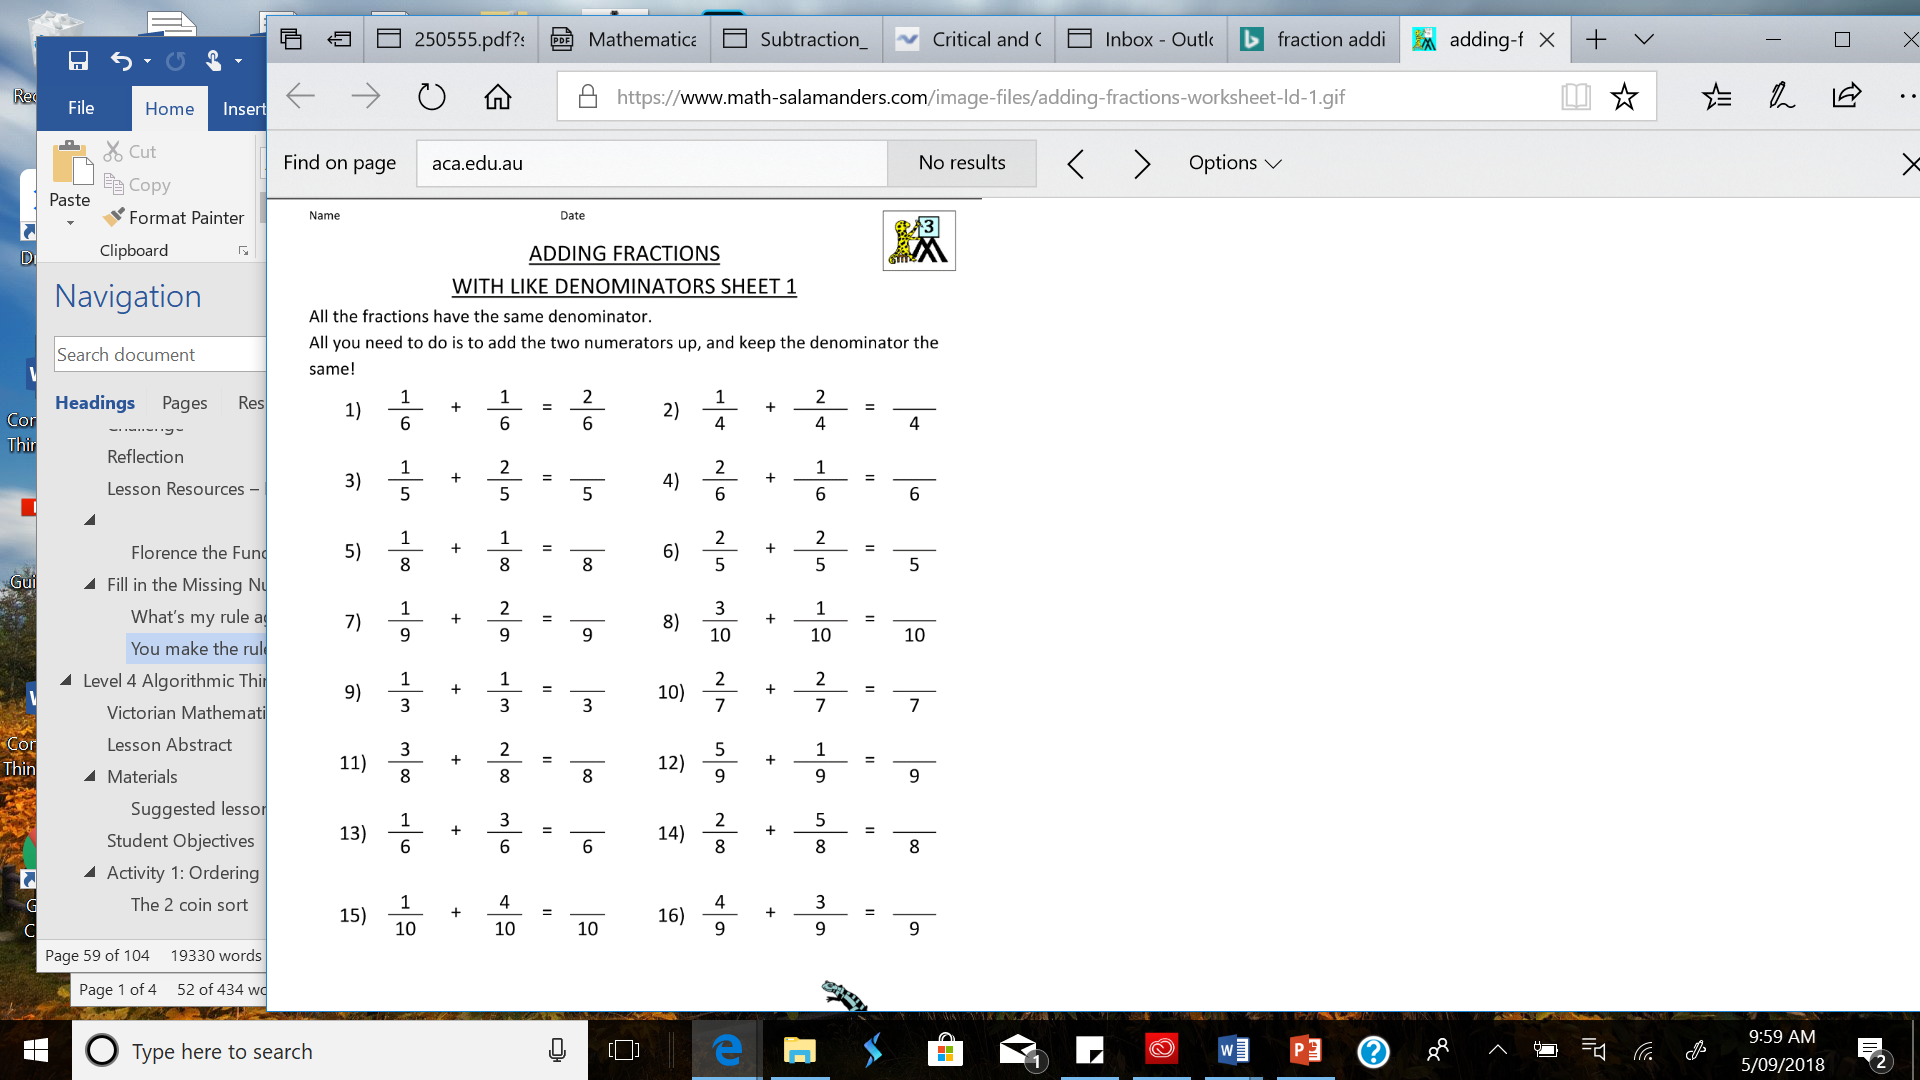 250555.pdf?s
Mathematica
Subtraction_
Critical and C
Inbox - Outlo
fraction addi
adding-f
File
Home
Insert
https://www.math-salamanders.com/image-files/adding-fractions-worksheet-ld-1.gif
Cut
Copy
Paste
Format Painter
Clipboard
Find on page
aca.edu.au
No results
Options
Navigation
Search document
Headings Pages Res
Challenge
Reflection
Lesson Resources –
Florence the Func
Fill in the Missing Nu
What's my rule ag
You make the rule
Level 4 Algorithmic Thin
Victorian Mathemati
Lesson Abstract
Materials
Suggested lessor
Student Objectives
Activity 1: Ordering
The 2 coin sort
Page 59 of 104 19330 words
Page 1 of 4 52 of 434 wo
Name Date
3
ADDING FRACTIONS
WITH LIKE DENOMINATORS SHEET 1
All the fractions have the same denominator.
All you need to do is to add the two numerators up, and keep the denominator the
same!
1) 1/6 + 1/6 = 2/6 2) 1/4 + 2/4 = /4
3) 1/5 + 2/5 = /5 4) 2/6 + 1/6 = /6
5) 1/8 + 1/8 = /8 6) 2/5 + 2/5 = /5
7) 1/9 + 2/9 = /9 8) 3/10 + 1/10 = /10
9) 1/3 + 1/3 = /3 10) 2/7 + 2/7 = /7
11) 3/8 + 2/8 = /8 12) 5/9 + 1/9 = /9
13) 1/6 + 3/6 = /6 14) 2/8 + 5/8 = /8
15) 1/10 + 4/10 = /10 16) 4/9 + 3/9 = /9
Type here to search
1
9:59 AM
5/09/2018
2